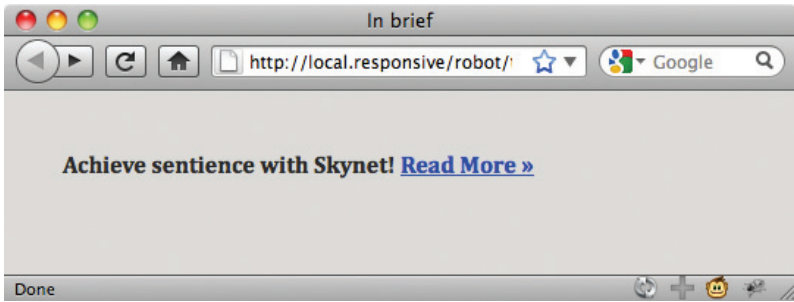 In brief
http://local.responsive/robot/
Google
Achieve sentience with Skynet! Read More »
Done